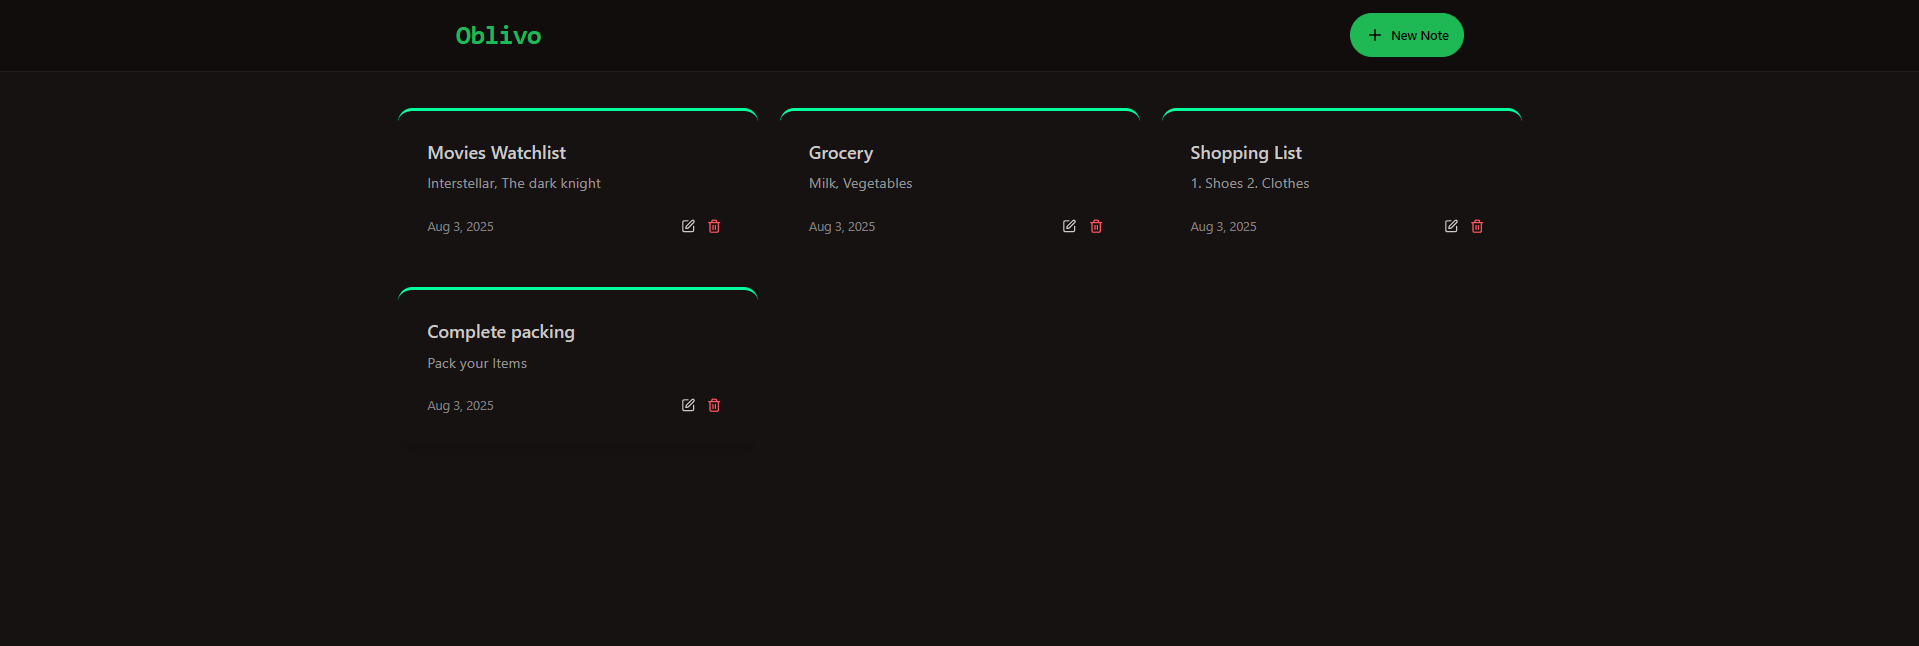 Oblivo
New Note
Movies Watchlist
Interstellar, The dark knight
Aug 3, 2025
Grocery
Milk, Vegetables
Aug 3, 2025
Shopping List
1. Shoes 2. Clothes
Aug 3, 2025
Complete packing
Pack your Items
Aug 3, 2025